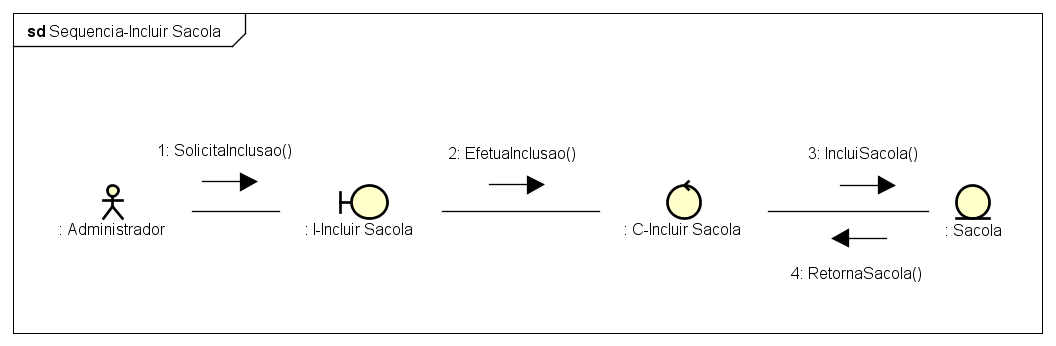 sd Sequencia-Incluir Sacola
1: SolicitaInclusao()
2: EfetuaInclusao()
3: IncluiSacola()
: Administrador
: I-Incluir Sacola
: C-Incluir Sacola
: Sacola
4: RetornaSacola()